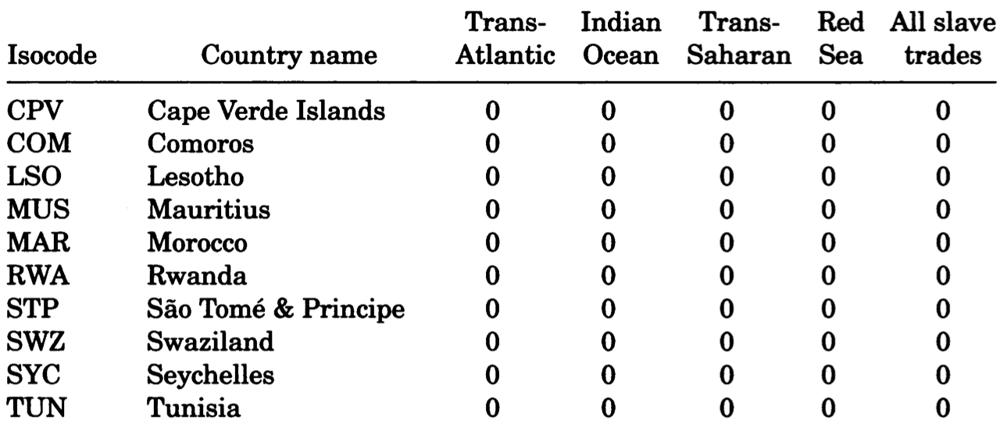 Trans- Indian Trans- Red All slave
Isocode Country name Atlantic Ocean Saharan Sea trades
CPV Cape Verde Islands 0 0 0 0 0
COM Comoros 0 0 0 0 0
LSO Lesotho 0 0 0 0 0
MUS Mauritius 0 0 0 0 0
MAR Morocco 0 0 0 0 0
RWA Rwanda 0 0 0 0 0
STP São Tomé & Principe 0 0 0 0 0
SWZ Swaziland 0 0 0 0 0
SYC Seychelles 0 0 0 0 0
TUN Tunisia 0 0 0 0 0